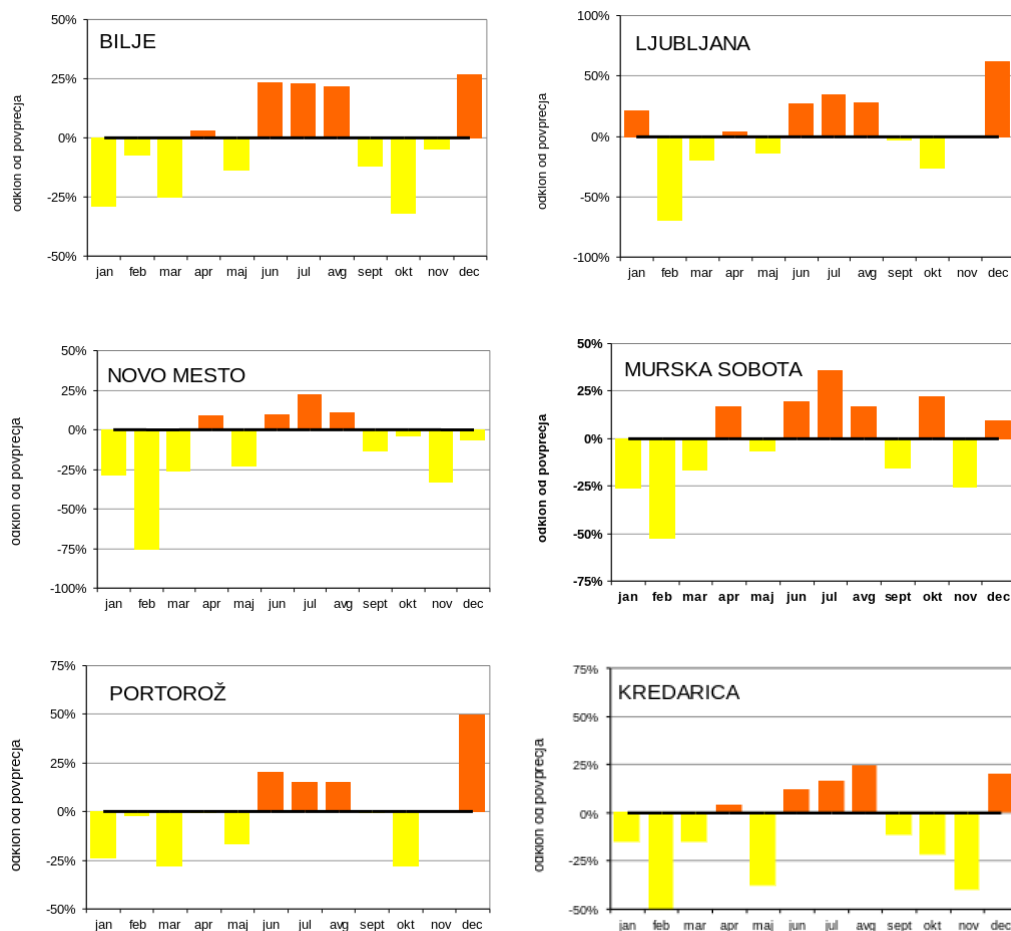 BILJE
odklon od povprecja
50%
25%
0%
-25%
-50%
jan feb mar apr maj jun jul avg sept okt nov dec
LJUBLJANA
odklon od povprecja
100%
50%
0%
-50%
-100%
jan feb mar apr maj jun jul avg sept okt nov dec
NOVO MESTO
odklon od povprecja
50%
25%
0%
-25%
-50%
-75%
-100%
jan feb mar apr maj jun jul avg sept okt nov dec
MURSKA SOBOTA
odklon od povprecja
50%
25%
0%
-25%
-50%
-75%
jan feb mar apr maj jun jul avg sept okt nov dec
PORTOROŽ
odklon od povprecja
75%
50%
25%
0%
-25%
-50%
jan feb mar apr maj jun jul avg sept okt nov dec
KREDARICA
odklon od povprecja
75%
50%
25%
0%
-25%
-50%
jan feb mar apr maj jun jul avg sept okt nov dec